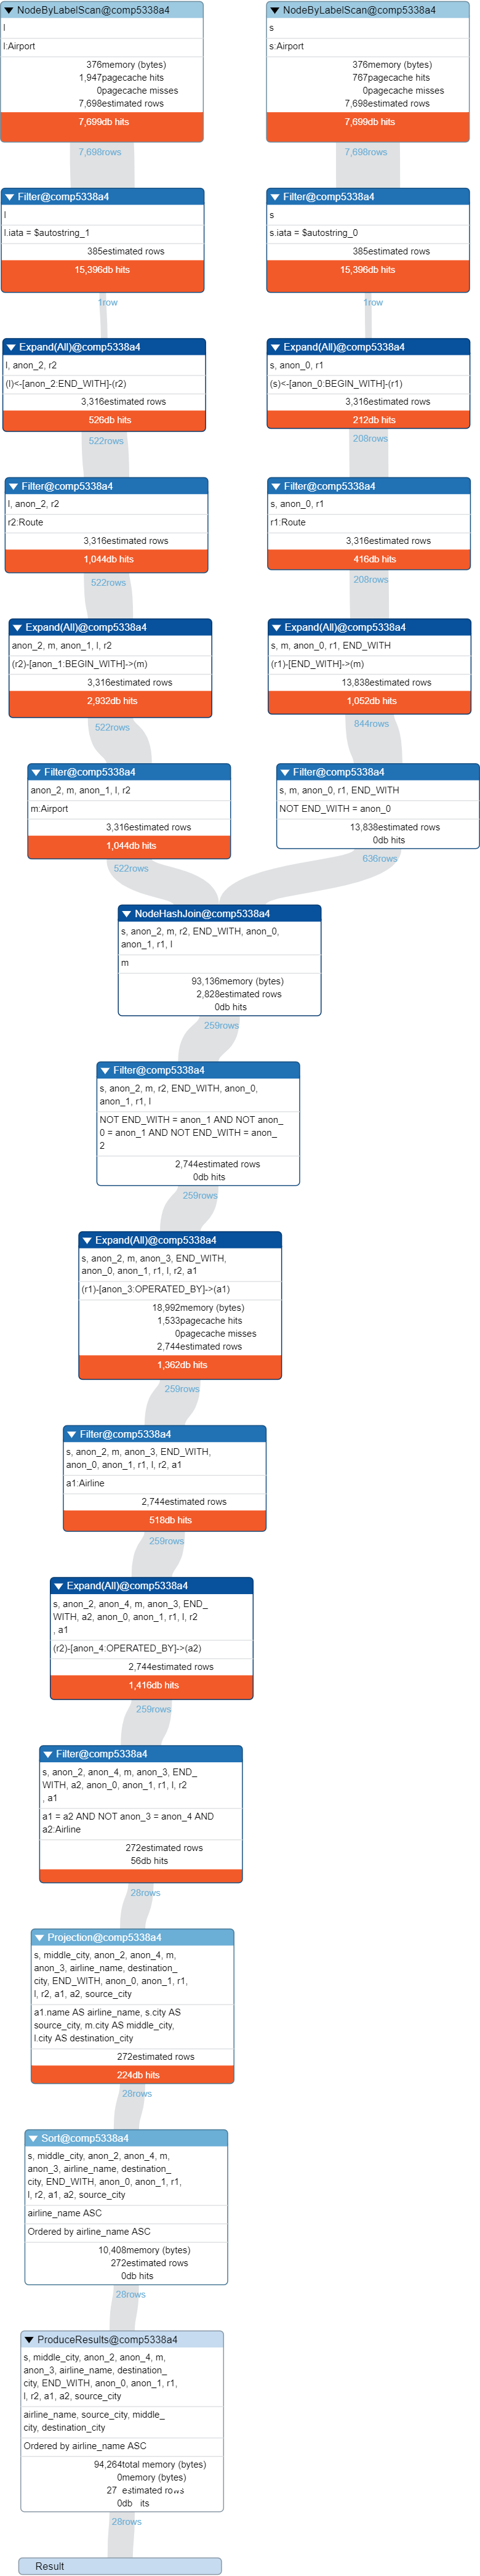 NodeByLabelScan@comp5338a4
l
l:Airport
376memory (bytes)
1,947pagecache hits
0pagecache misses
7,698estimated rows
7,699db hits
7,698rows
Filter@comp5338a4
l
l.iata = $autostring_1
385estimated rows
15,396db hits
1row
Expand(All)@comp5338a4
l, anon_2, r2
(l)<-[anon_2:END_WITH]-(r2)
3,316estimated rows
526db hits
522rows
Filter@comp5338a4
l, anon_2, r2
r2:Route
3,316estimated rows
1,044db hits
522rows
Expand(All)@comp5338a4
anon_2, m, anon_1, l, r2
(r2)-[anon_1:BEGIN_WITH]->(m)
3,316estimated rows
2,932db hits
522rows
Filter@comp5338a4
anon_2, m, anon_1, l, r2
m:Airport
3,316estimated rows
1,044db hits
522rows
NodeByLabelScan@comp5338a4
s
s:Airport
376memory (bytes)
767pagecache hits
0pagecache misses
7,698estimated rows
7,699db hits
7,698rows
Filter@comp5338a4
s
s.iata = $autostring_0
385estimated rows
15,396db hits
1row
Expand(All)@comp5338a4
s, anon_0, r1
(s)<-[anon_0:BEGIN_WITH]-(r1)
3,316estimated rows
212db hits
208rows
Filter@comp5338a4
s, anon_0, r1
r1:Route
3,316estimated rows
416db hits
208rows
Expand(All)@comp5338a4
s, m, anon_0, r1, END_WITH
(r1)-[END_WITH]->(m)
13,838estimated rows
1,052db hits
844rows
Filter@comp5338a4
s, m, anon_0, r1, END_WITH
NOT END_WITH = anon_0
13,838estimated rows
0db hits
636rows
NodeHashJoin@comp5338a4
s, anon_2, m, r2, END_WITH, anon_0,
anon_1, r1, l
m
93,136memory (bytes)
2,828estimated rows
0db hits
259rows
Filter@comp5338a4
s, anon_2, m, r2, END_WITH, anon_0,
anon_1, r1, l
NOT END_WITH = anon_1 AND NOT anon_
0 = anon_1 AND NOT END_WITH = anon_
2
2,744estimated rows
0db hits
259rows
Expand(All)@comp5338a4
s, anon_2, m, anon_3, END_WITH,
anon_0, anon_1, r1, l, r2, a1
(r1)-[anon_3:OPERATED_BY]->(a1)
18,992memory (bytes)
1,533pagecache hits
0pagecache misses
2,744estimated rows
1,362db hits
259rows
Filter@comp5338a4
s, anon_2, m, anon_3, END_WITH,
anon_0, anon_1, r1, l, r2, a1
a1:Airline
2,744estimated rows
518db hits
259rows
Expand(All)@comp5338a4
s, anon_2, anon_4, m, anon_3, END_
WITH, a2, anon_0, anon_1, r1, l, r2
, a1
(r2)-[anon_4:OPERATED_BY]->(a2)
2,744estimated rows
1,416db hits
259rows
Filter@comp5338a4
s, anon_2, anon_4, m, anon_3, END_
WITH, a2, anon_0, anon_1, r1, l, r2
, a1
a1 = a2 AND NOT anon_3 = anon_4 AND
a2:Airline
272estimated rows
56db hits
28rows
Projection@comp5338a4
s, middle_city, anon_2, anon_4, m,
anon_3, airline_name, destination_
city, END_WITH, anon_0, anon_1, r1,
l, r2, a1, a2, source_city
a1.name AS airline_name, s.city AS
source_city, m.city AS middle_city,
l.city AS destination_city
272estimated rows
224db hits
28rows
Sort@comp5338a4
s, middle_city, anon_2, anon_4, m,
anon_3, airline_name, destination_
city, END_WITH, anon_0, anon_1, r1,
l, r2, a1, a2, source_city
airline_name ASC
Ordered by airline_name ASC
10,408memory (bytes)
272estimated rows
0db hits
28rows
ProduceResults@comp5338a4
s, middle_city, anon_2, anon_4, m,
anon_3, airline_name, destination_
city, END_WITH, anon_0, anon_1, r1,
l, r2, a1, a2, source_city
airline_name, source_city, middle_
city, destination_city
Ordered by airline_name ASC
94,264total memory (bytes)
0memory (bytes)
28rows
Result